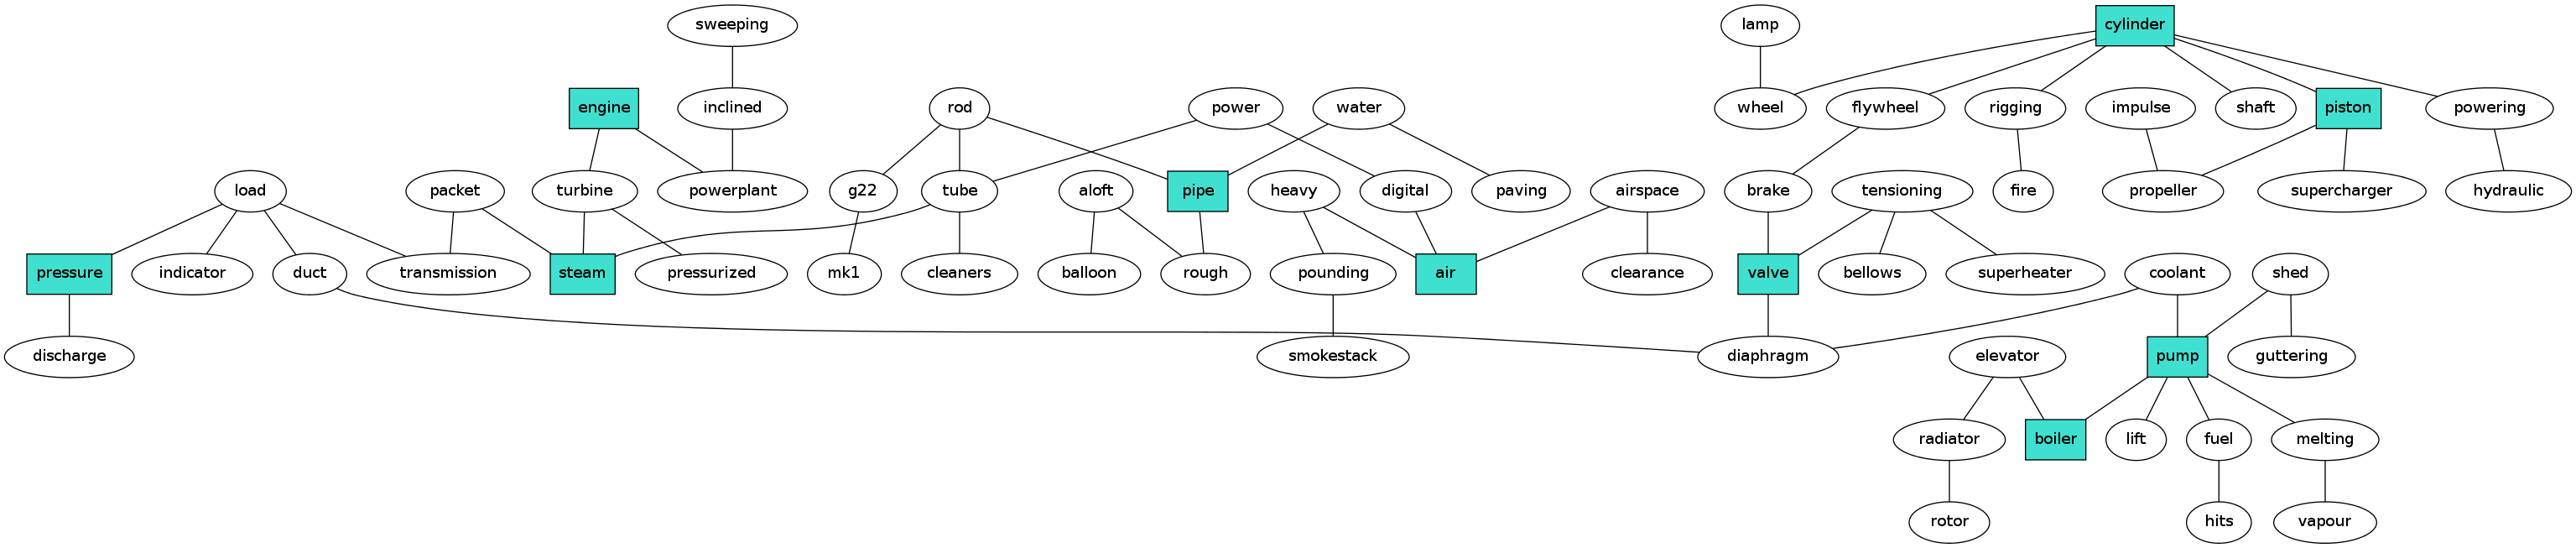 sweeping
lamp
cylinder
engine
inclined
rod
power
water
wheel
flywheel
rigging
impulse
shaft
piston
powering
load
packet
turbine
powerplant
g22
tube
aloft
pipe
heavy
digital
paving
airspace
brake
tensioning
fire
propeller
supercharger
hydraulic
pressure
indicator
duct
transmission
steam
pressurized
mk1
cleaners
balloon
rough
pounding
air
clearance
valve
bellows
superheater
coolant
shed
discharge
smokestack
diaphragm
elevator
pump
guttering
radiator
boiler
lift
fuel
melting
rotor
hits
vapour